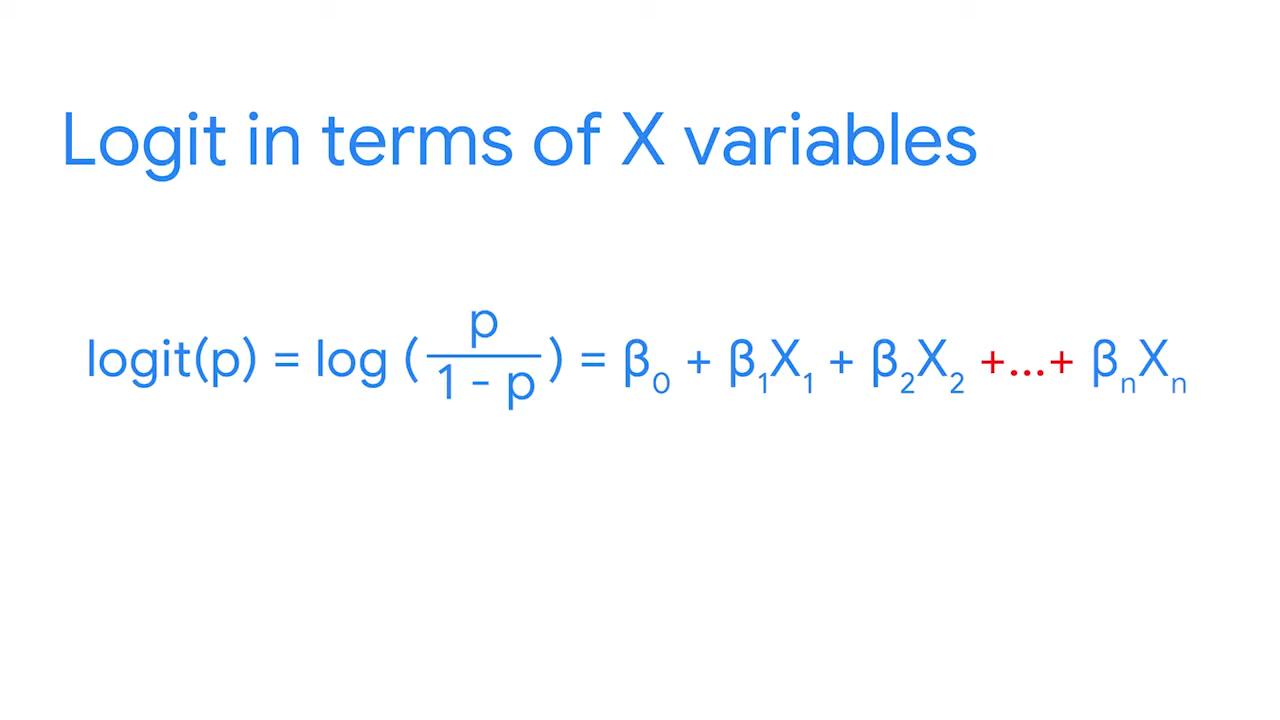 Logit in terms of X variables
logit(p) = log (p / 1 - p) = β₀ + β₁X₁ + β₂X₂ +...+ βₙXₙ